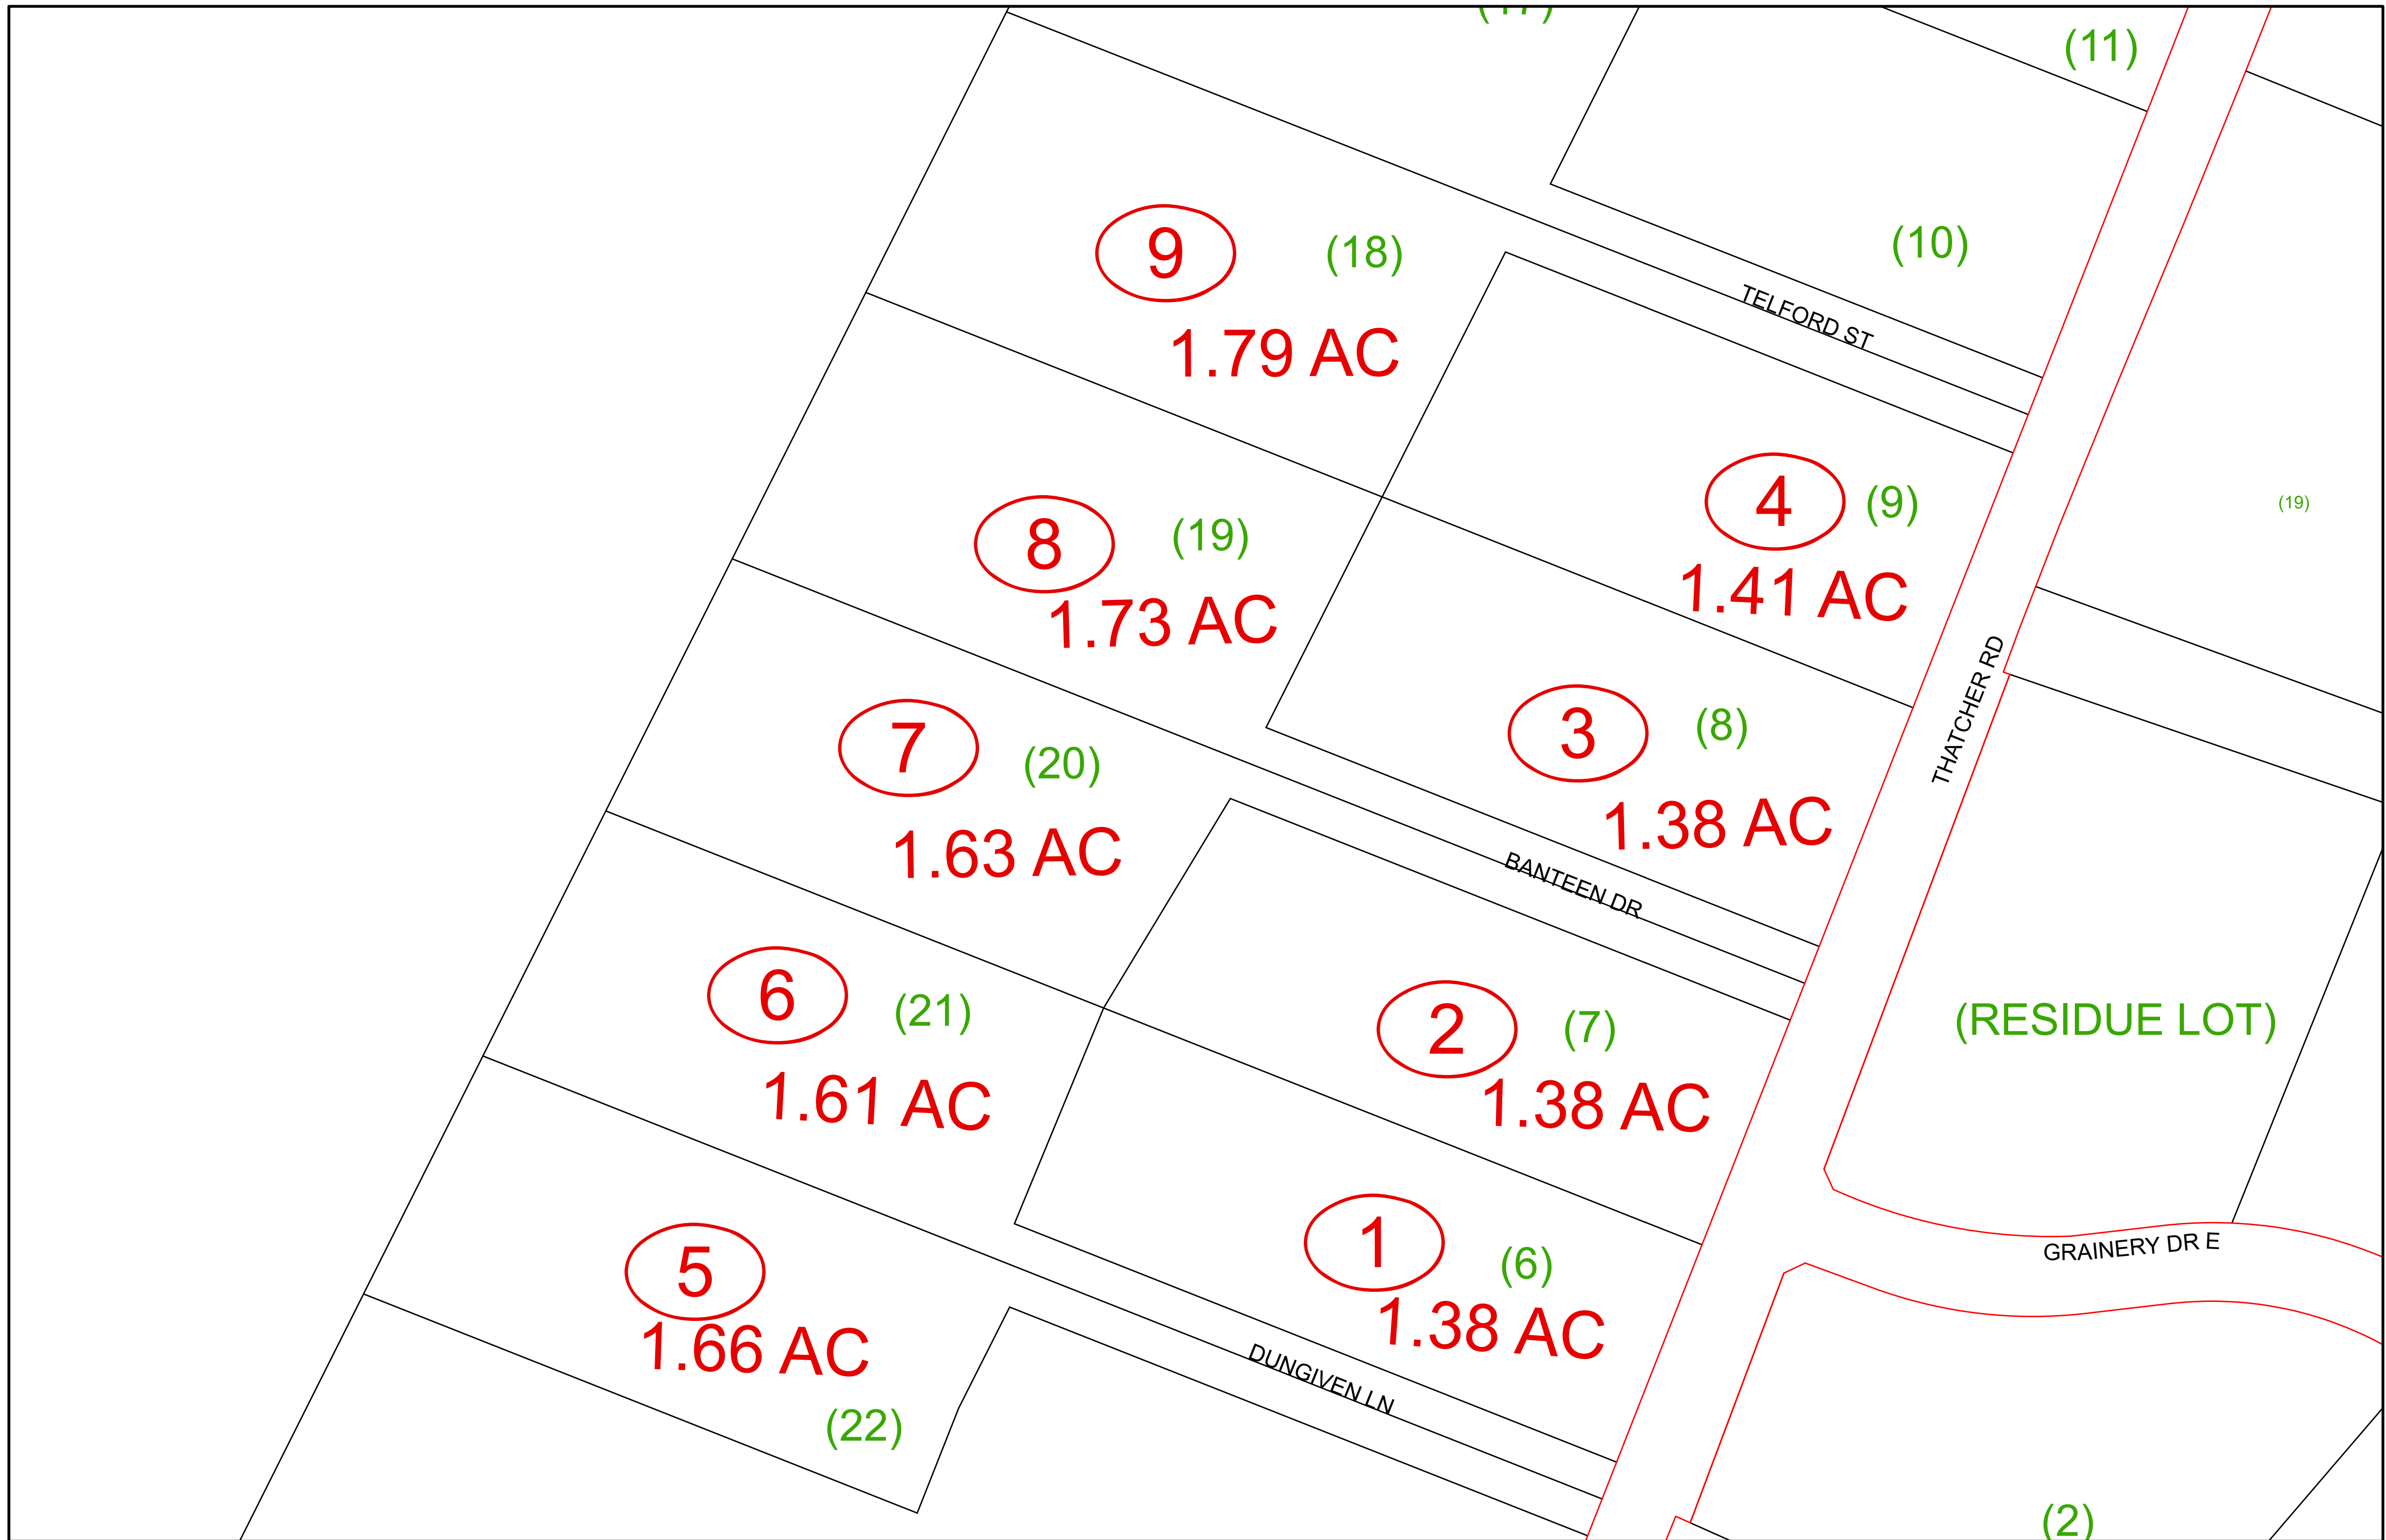 (11)
9
(18)
(10)
1.79 AC
TELFORD ST
4
(9)
(19)
8
(19)
1.41 AC
1.73 AC
THATCHER RD
7
(20)
3
(8)
1.38 AC
1.63 AC
BANTEEN DR
6
(21)
2
(7)
(RESIDUE LOT)
1.61 AC
1.38 AC
GRAINERY DR E
5
1
(6)
1.66 AC
1.38 AC
DUNGIVEN LN
(22)
(2)